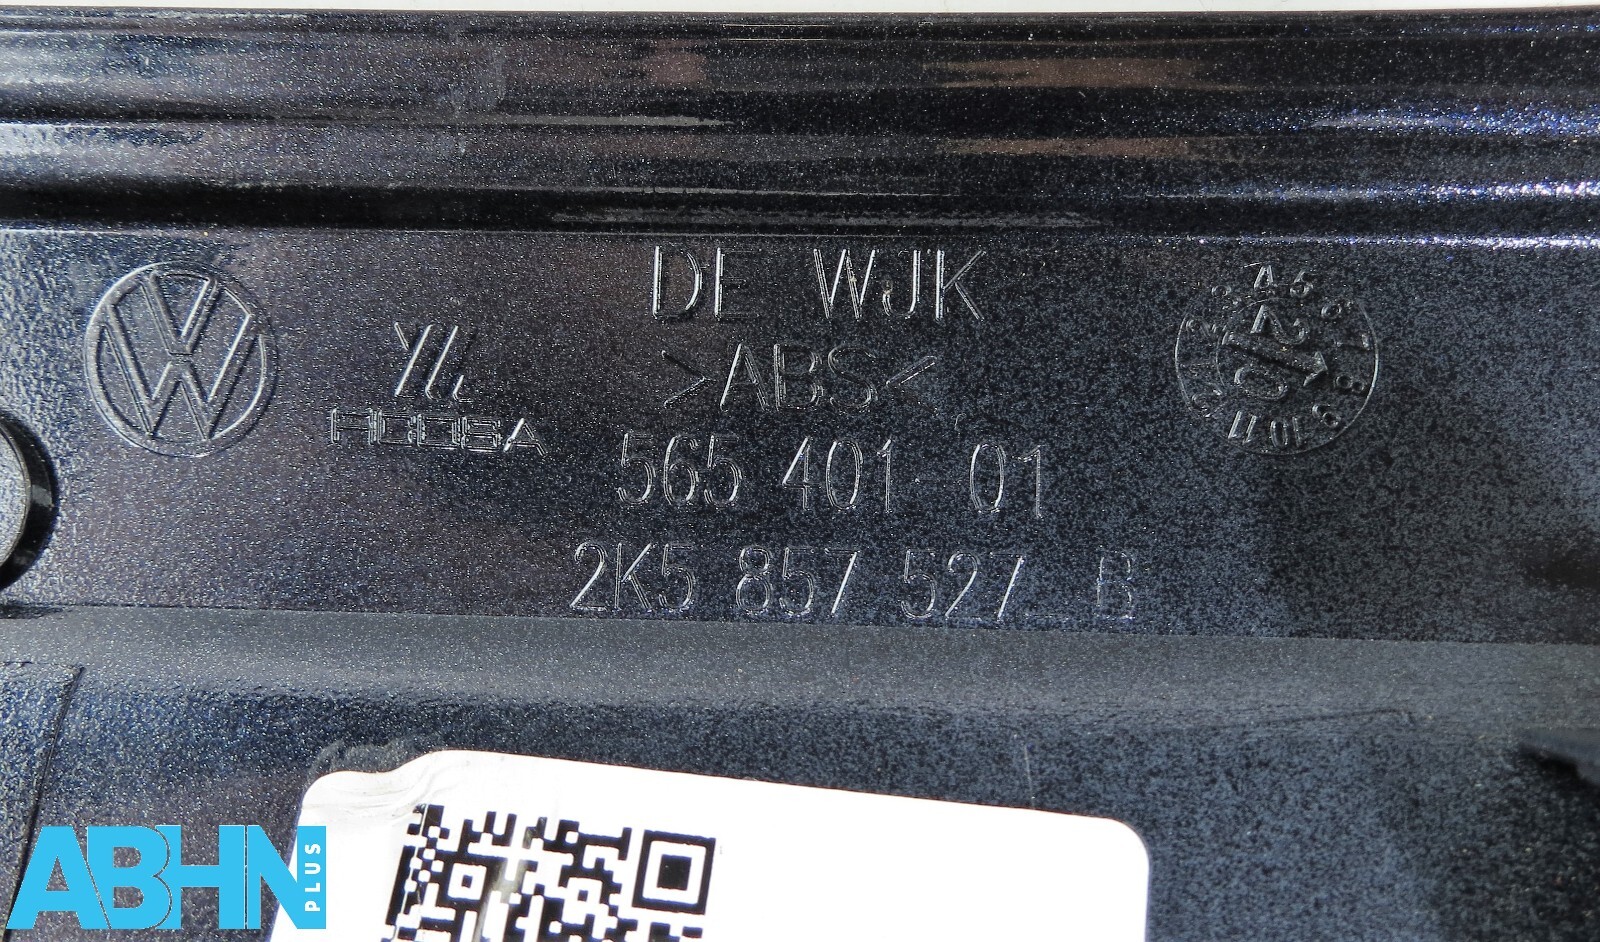 DE WJK
>ABS<
565 401 01
2K5 857 527 B
ABHN PLUS